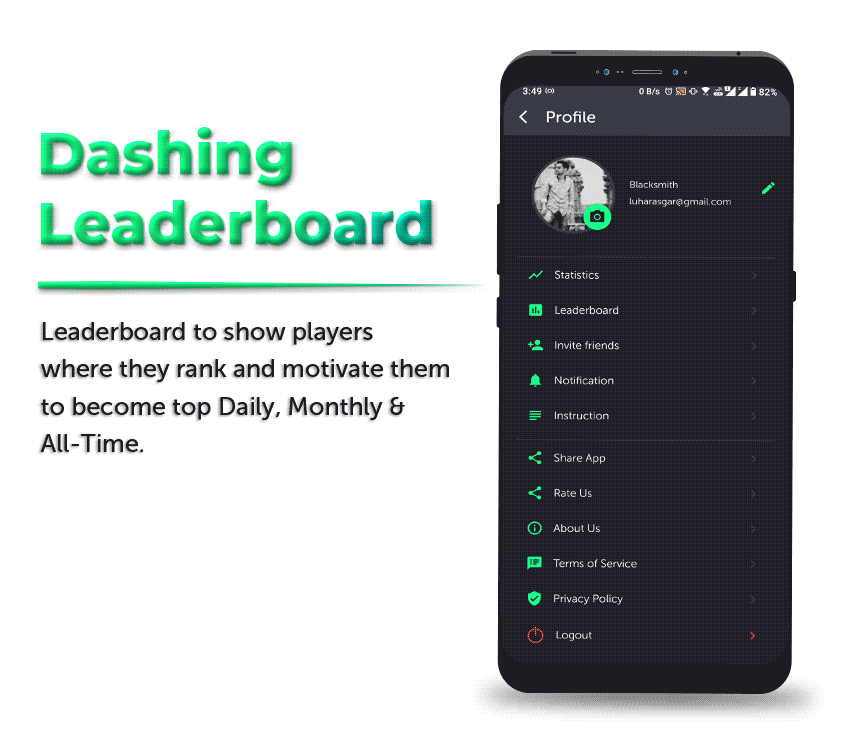 Dashing
Leaderboard
Leaderboard to show players
where they rank and motivate them
to become top Daily, Monthly &
All-Time.
3:49
0 B/s
82%
Profile
Blacksmith
luharasgar@gmail.com
Statistics
Leaderboard
Invite friends
Notification
Instruction
Share App
Rate Us
About Us
Terms of Service
Privacy Policy
Logout